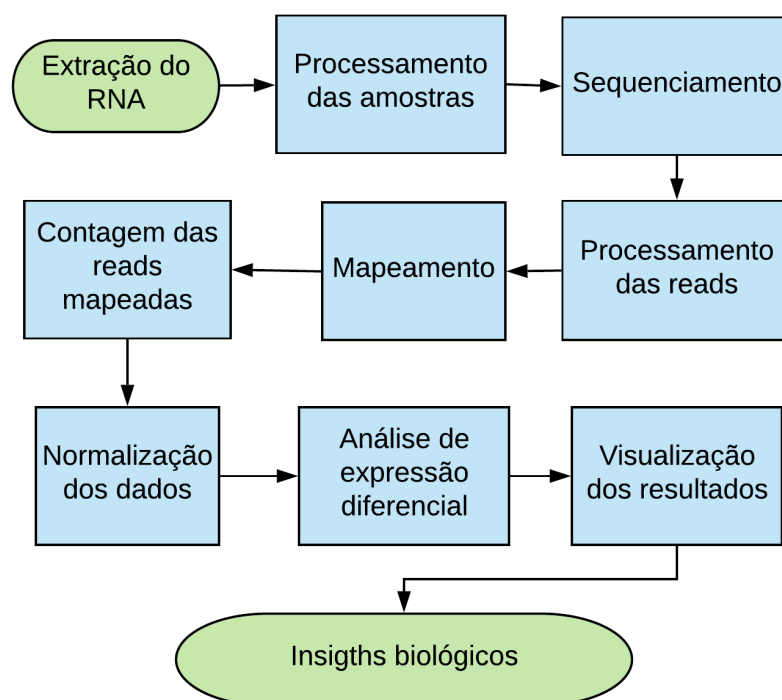 Extração do
RNA
Processamento
das amostras
Sequenciamento
Processamento
das reads
Mapeamento
Contagem das
reads
mapeadas
Normalização
dos dados
Análise de
expressão
diferencial
Visualização
dos resultados
Insigths biológicos